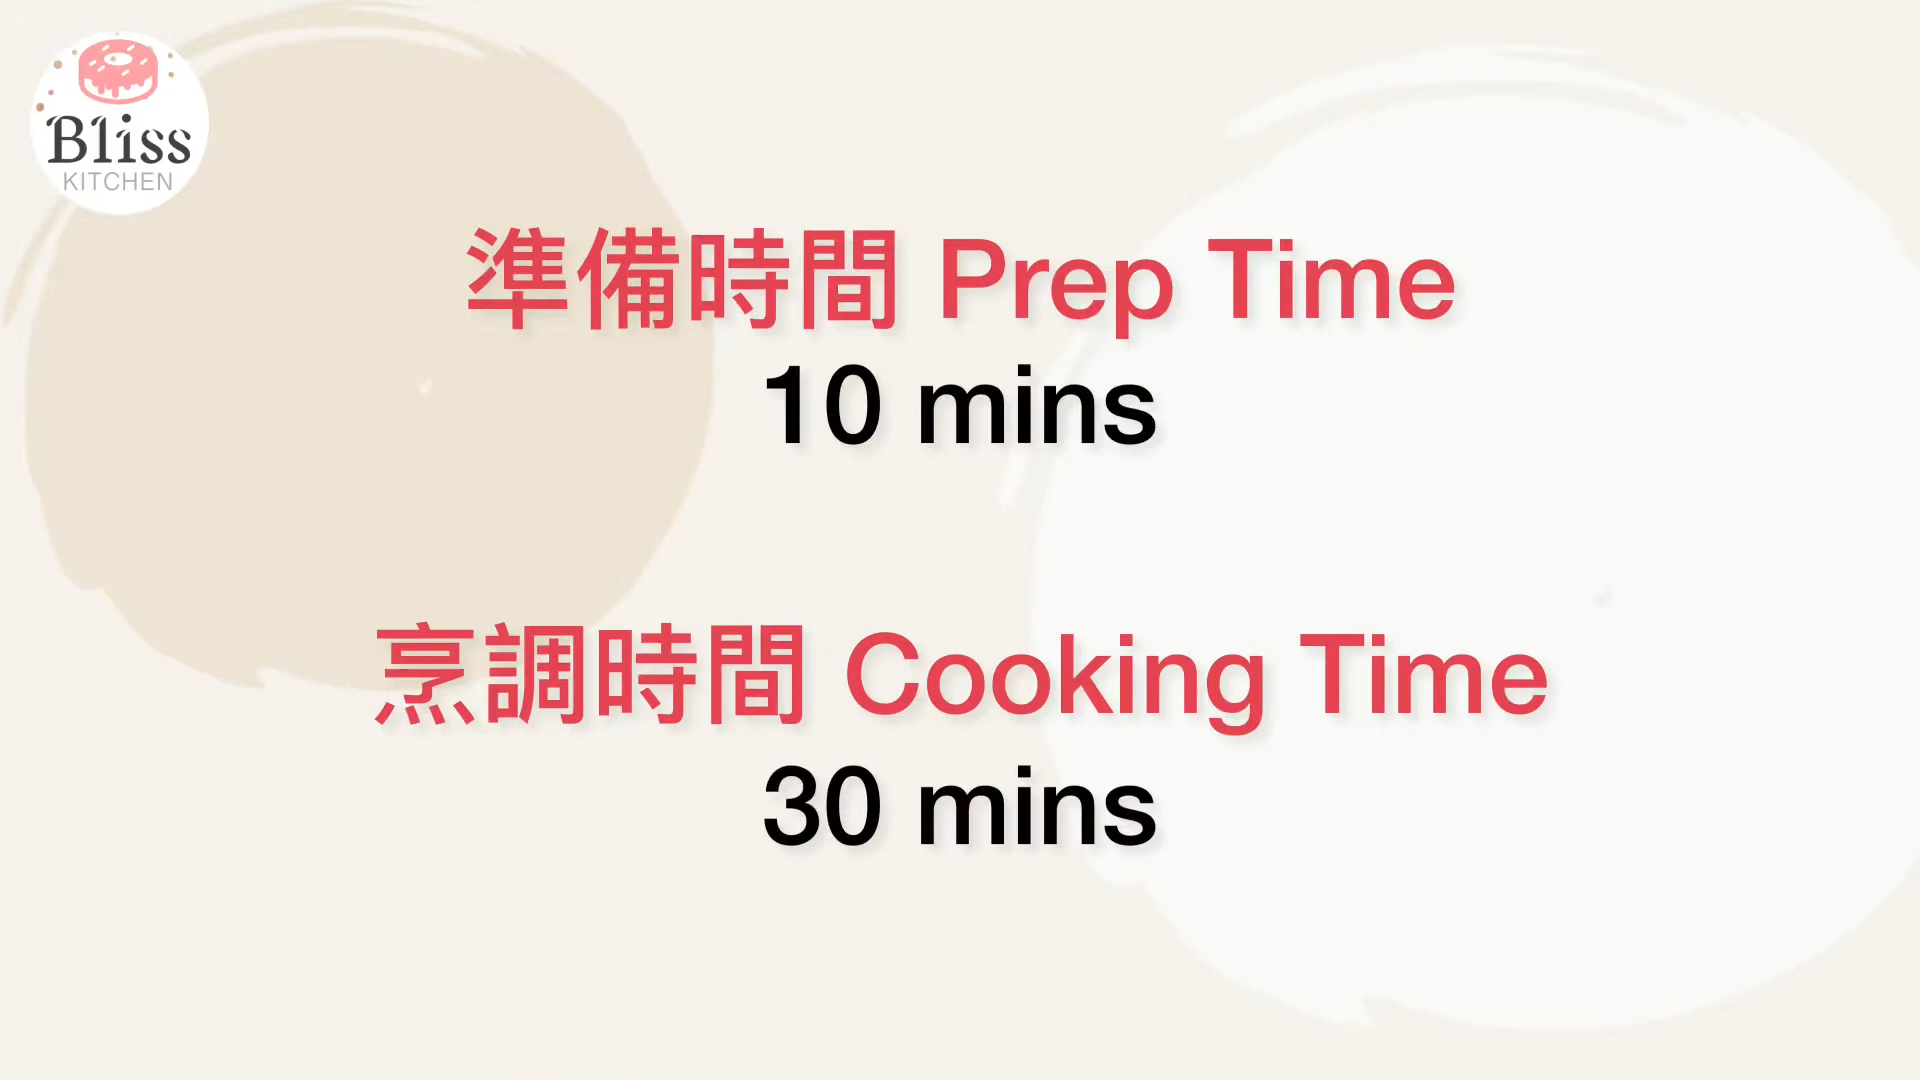 Bliss
KITCHEN
準備時間 Prep Time
10 mins
烹調時間 Cooking Time
30 mins